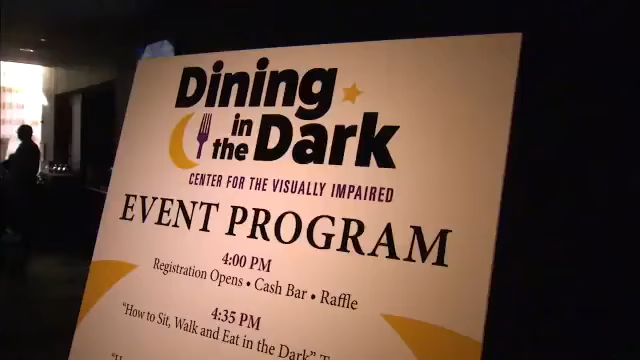 Dining
in
the Dark
CENTER FOR THE VISUALLY IMPAIRED
EVENT PROGRAM
4:00 PM
Registration Opens • Cash Bar • Raffle
4:35 PM
"How to Sit, Walk and Eat in the Dark"